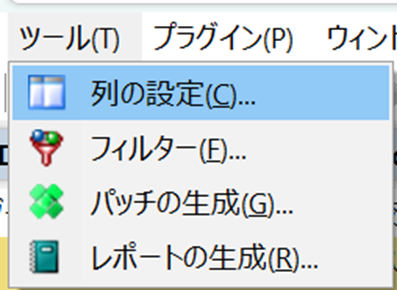 ツール(T) プラグイン(P) ウィント
列の設定(C)...
フィルター(F)...
パッチの生成(G)...
レポートの生成(R)...